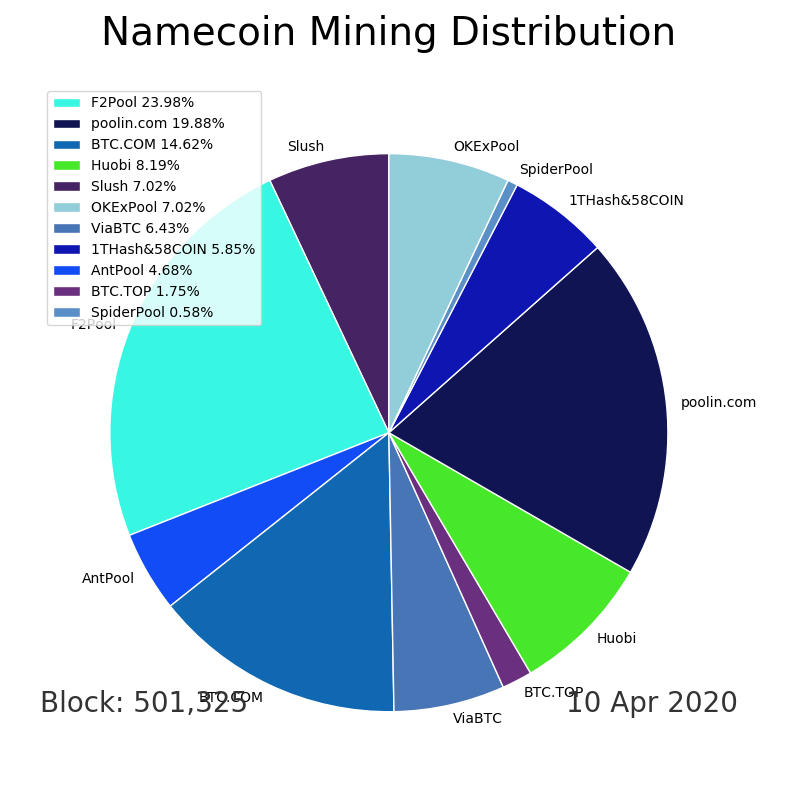 Namecoin Mining Distribution
F2Pool 23.98%
poolin.com 19.88%
BTC.COM 14.62%
Huobi 8.19%
Slush 7.02%
OKExPool 7.02%
ViaBTC 6.43%
1THash&58COIN 5.85%
AntPool 4.68%
BTC.TOP 1.75%
SpiderPool 0.58%
Slush
OKExPool
SpiderPool
1THash&58COIN
F2Pool
poolin.com
AntPool
Huobi
BTC.COM
BTC.TOP
ViaBTC
Block: 501,325
10 Apr 2020